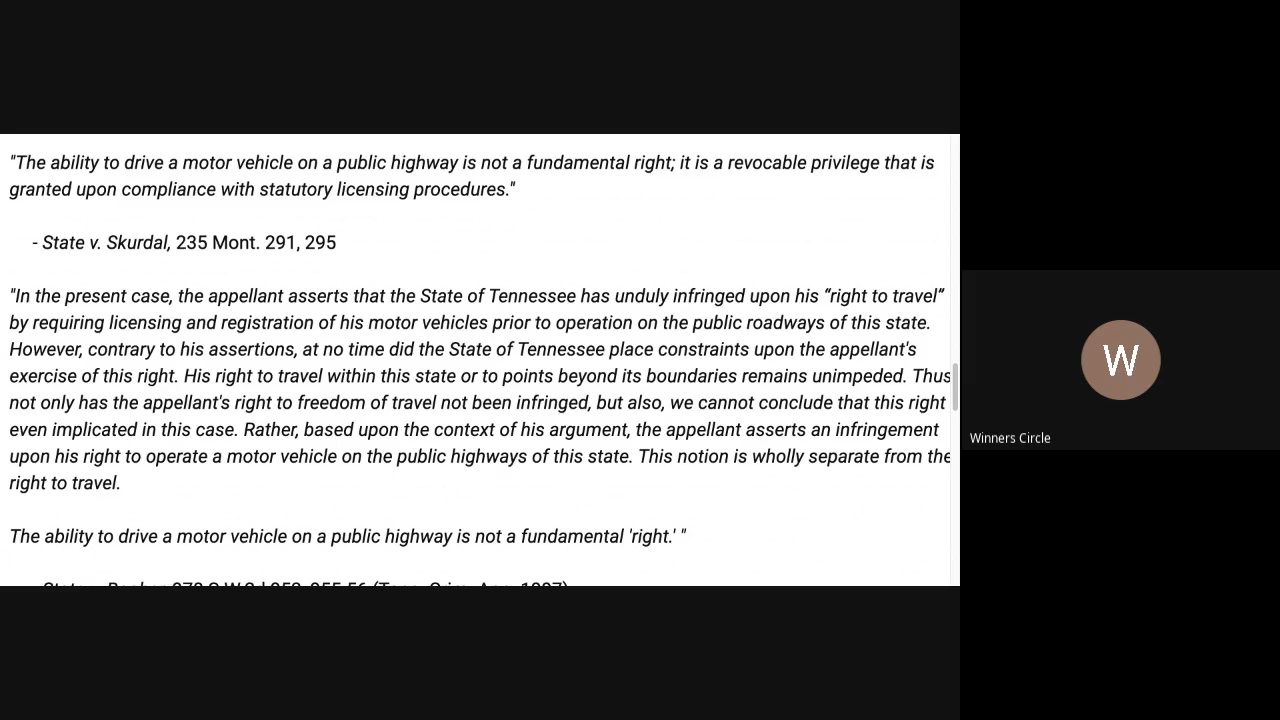 "The ability to drive a motor vehicle on a public highway is not a fundamental right; it is a revocable privilege that is
granted upon compliance with statutory licensing procedures."
- State v. Skurdal, 235 Mont. 291, 295
"In the present case, the appellant asserts that the State of Tennessee has unduly infringed upon his “right to travel”
by requiring licensing and registration of his motor vehicles prior to operation on the public roadways of this state.
However, contrary to his assertions, at no time did the State of Tennessee place constraints upon the appellant's
exercise of this right. His right to travel within this state or to points beyond its boundaries remains unimpeded. Thus
not only has the appellant's right to freedom of travel not been infringed, but also, we cannot conclude that this right
even implicated in this case. Rather, based upon the context of his argument, the appellant asserts an infringement
upon his right to operate a motor vehicle on the public highways of this state. This notion is wholly separate from the
right to travel.
The ability to drive a motor vehicle on a public highway is not a fundamental 'right.' "
W
Winners Circle